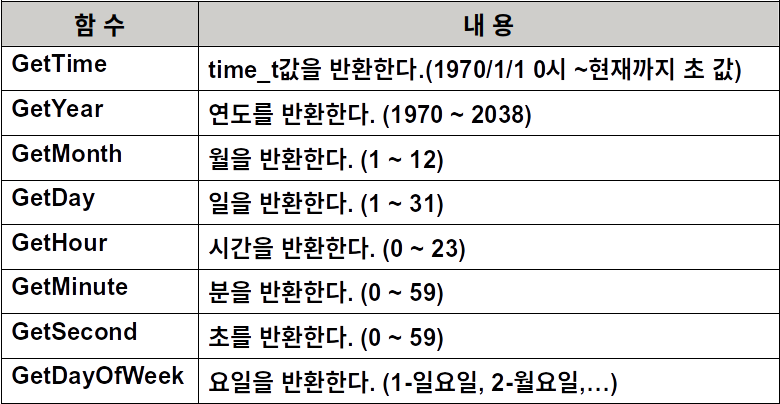 함 수 내 용
GetTime time_t값을 반환한다.(1970/1/1 0시 ~현재까지 초 값)
GetYear 연도를 반환한다. (1970 ~ 2038)
GetMonth 월을 반환한다. (1 ~ 12)
GetDay 일을 반환한다. (1 ~ 31)
GetHour 시간을 반환한다. (0 ~ 23)
GetMinute 분을 반환한다. (0 ~ 59)
GetSecond 초를 반환한다. (0 ~ 59)
GetDayOfWeek 요일을 반환한다. (1-일요일, 2-월요일,…)